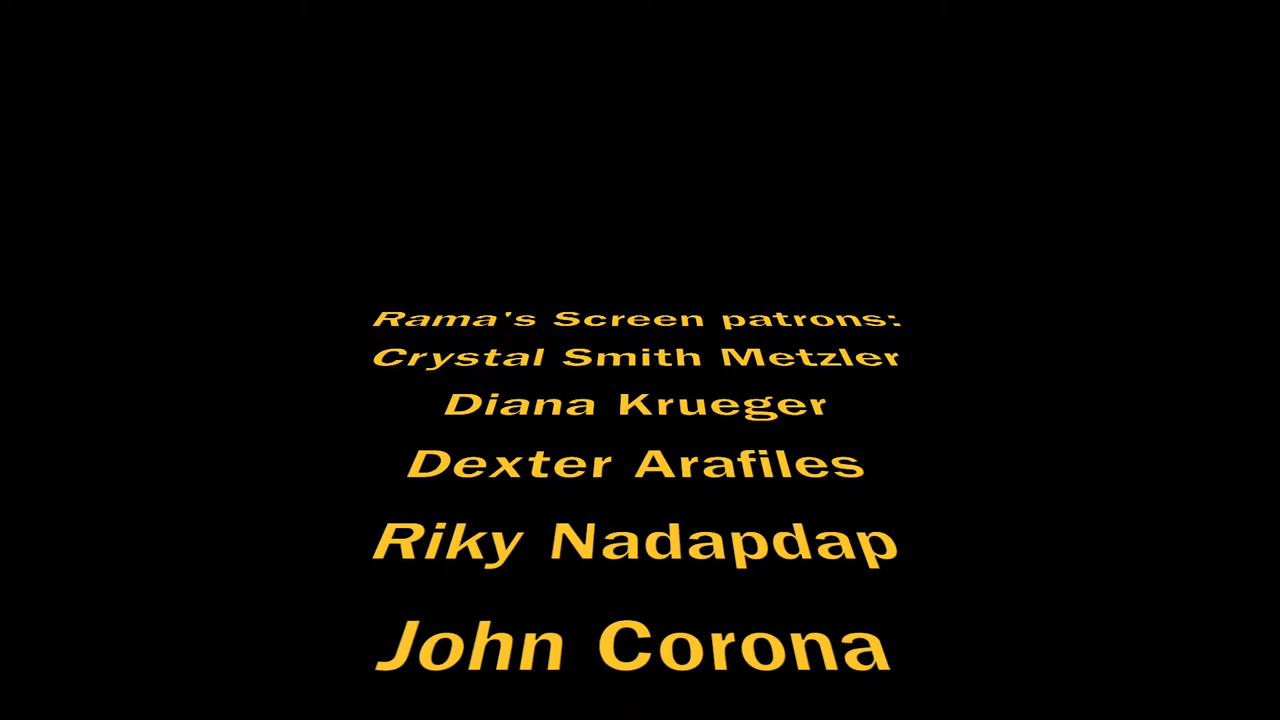 Rama's Screen patrons:
Crystal Smith Metzler
Diana Krueger
Dexter Arafiles
Riky Nadapdap
John Corona